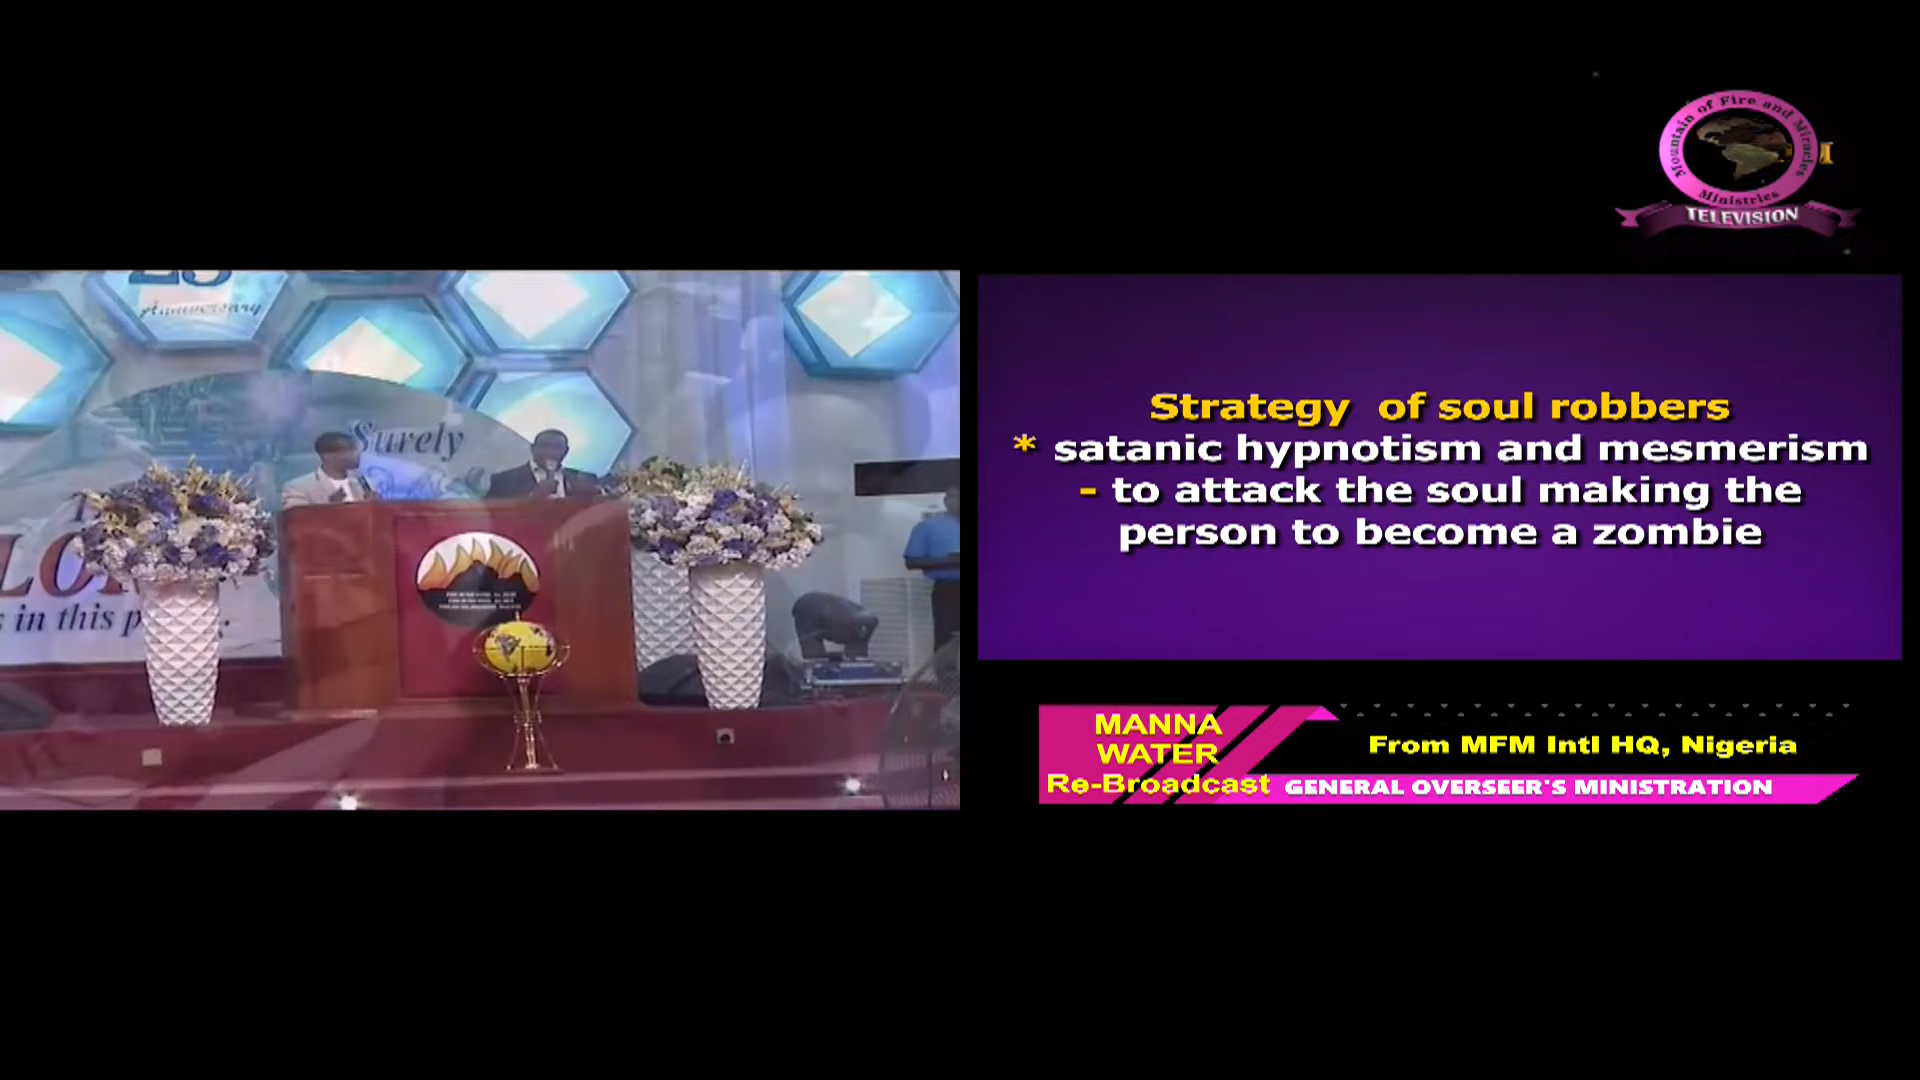 Mountain of Fire and Miracles
Ministries
TELEVISION
Anniversary
Surely
s in this p
Strategy of soul robbers
* satanic hypnotism and mesmerism
- to attack the soul making the
person to become a zombie
MANNA
WATER
Re-Broadcast
From MFM Intl HQ, Nigeria
GENERAL OVERSEER'S MINISTRATION